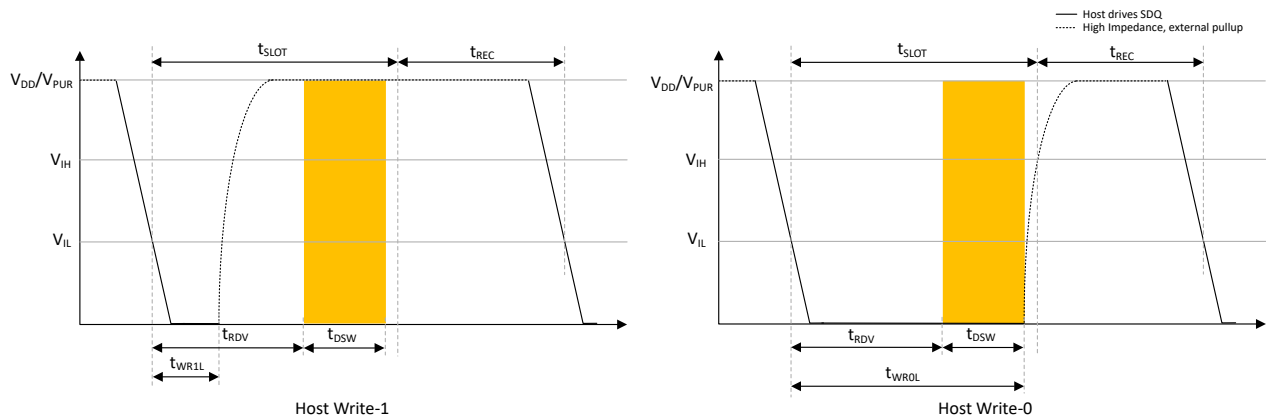 Host drives SDQ
High Impedance, external pullup
tSLOT
tREC
VDD/VPUR
VIH
VIL
tRDV
tDSW
tWR1L
Host Write-1
tSLOT
tREC
VDD/VPUR
VIH
VIL
tRDV
tDSW
tWR0L
Host Write-0